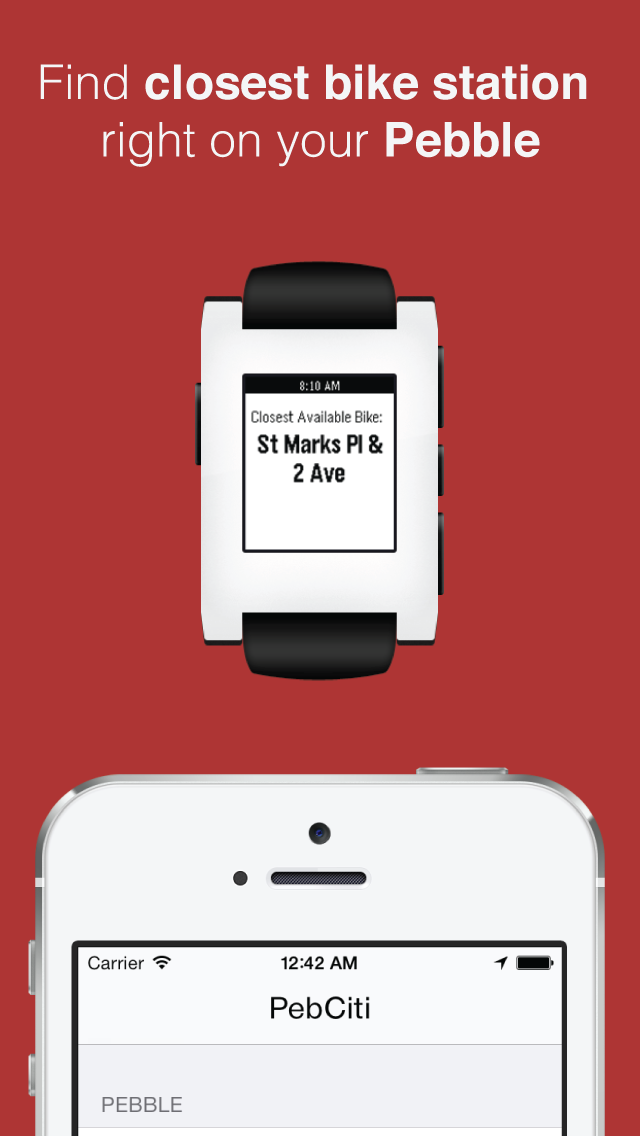 Find closest bike station
right on your Pebble
8:10 AM
Closest Available Bike:
St Marks Pl &
2 Ave
Carrier 12:42 AM
PebCiti
PEBBLE